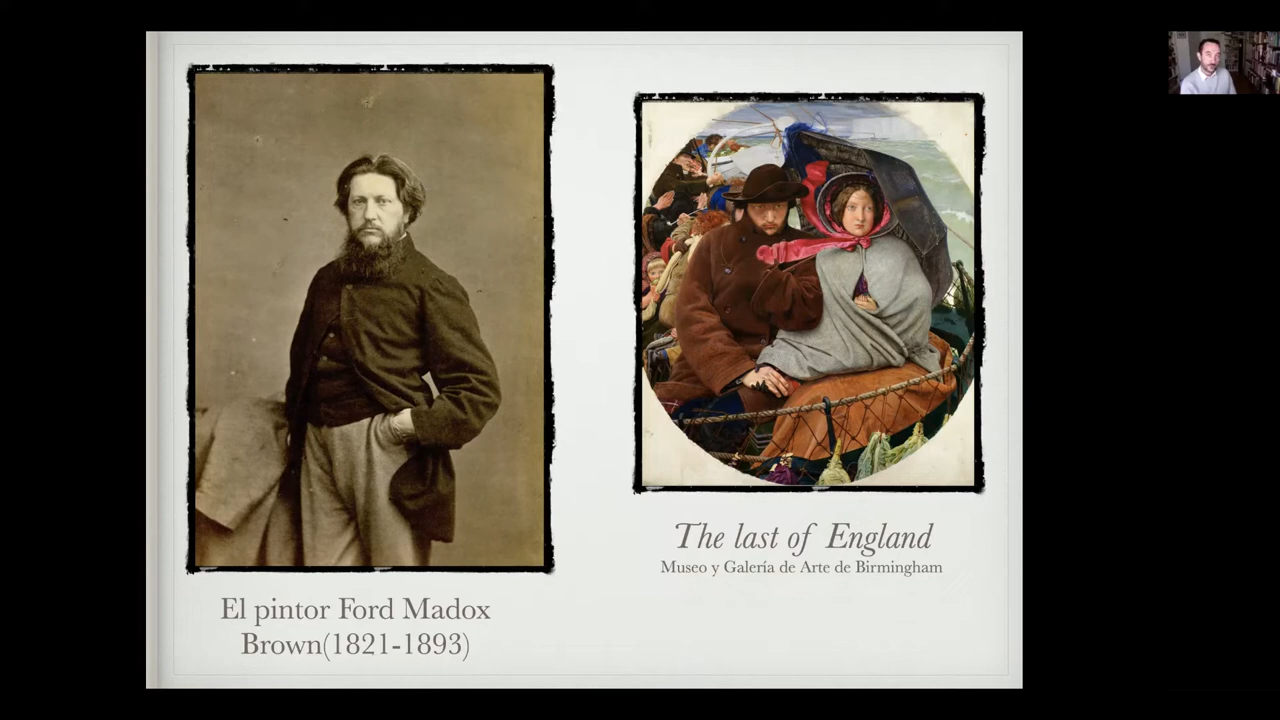 El pintor Ford Madox
Brown(1821-1893)
The last of England
Museo y Galería de Arte de Birmingham